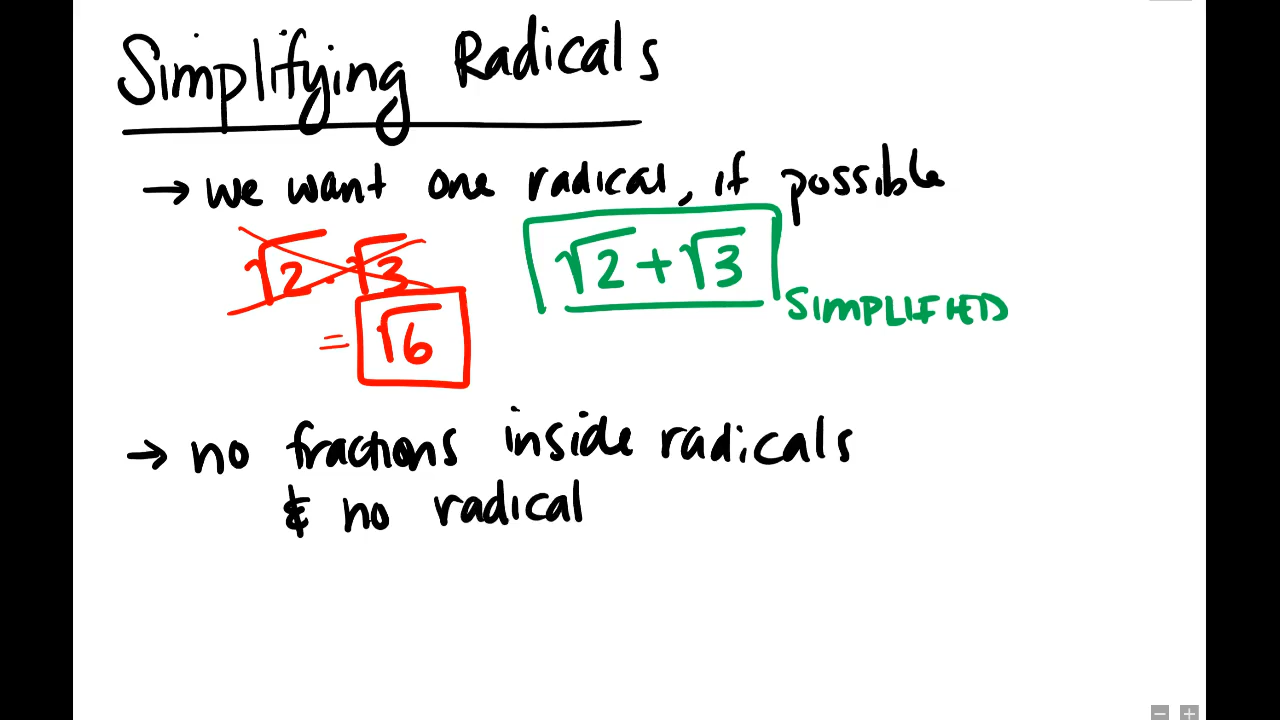 Simplifying Radicals
→ we want one radical, if possible
√2 · √3 √2 + √3
SIMPLIFIED
= √6
→ no fractions inside radicals
& no radical